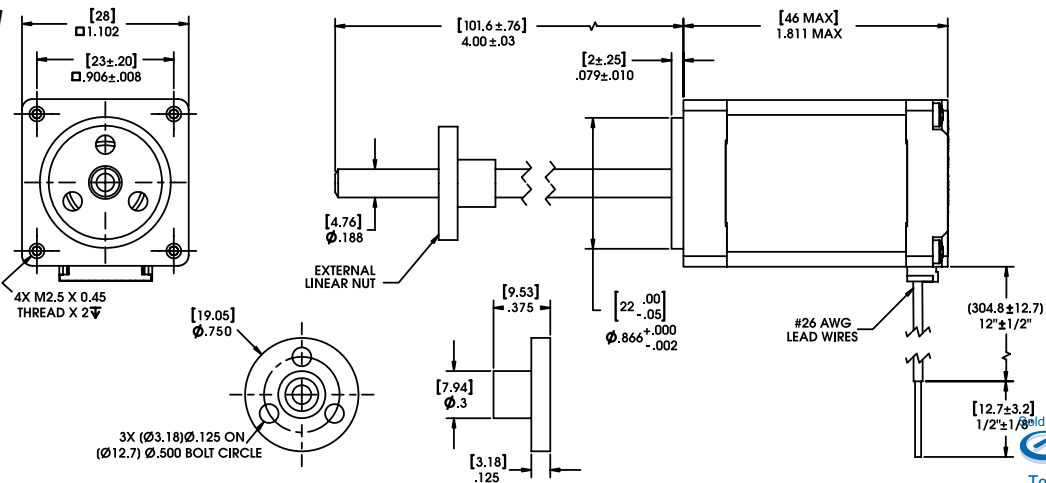 [28]
□1.102
[23±.20]
□.906±.008
4X M2.5 X 0.45
THREAD X 2↧
[101.6±.76]
4.00±.03
[46 MAX]
1.811 MAX
[2±.25]
.079±.010
[4.76]
Ø.188
EXTERNAL
LINEAR NUT
[22 .00
-.05]
Ø.866+.000
-.002
#26 AWG
LEAD WIRES
(304.8±12.7)
12"±1/2"
[12.7±3.2]
1/2"±1/8"
[19.05]
Ø.750
3X (Ø3.18)Ø.125 ON
(Ø12.7) Ø.500 BOLT CIRCLE
[9.53]
.375
[7.94]
Ø.3
[3.18]
.125